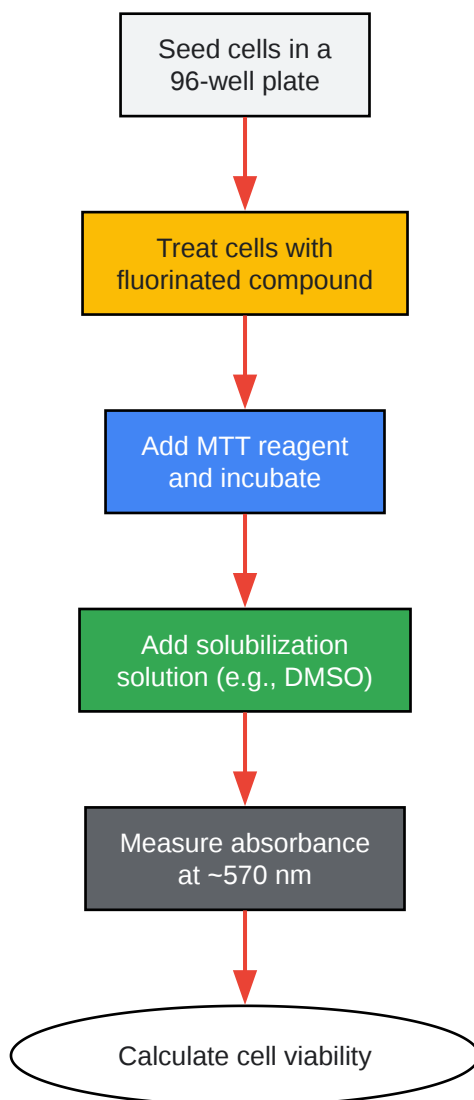 Seed cells in a
96-well plate
Treat cells with
fluorinated compound
Add MTT reagent
and incubate
Add solubilization
solution (e.g., DMSO)
Measure absorbance
at ~570 nm
Calculate cell viability